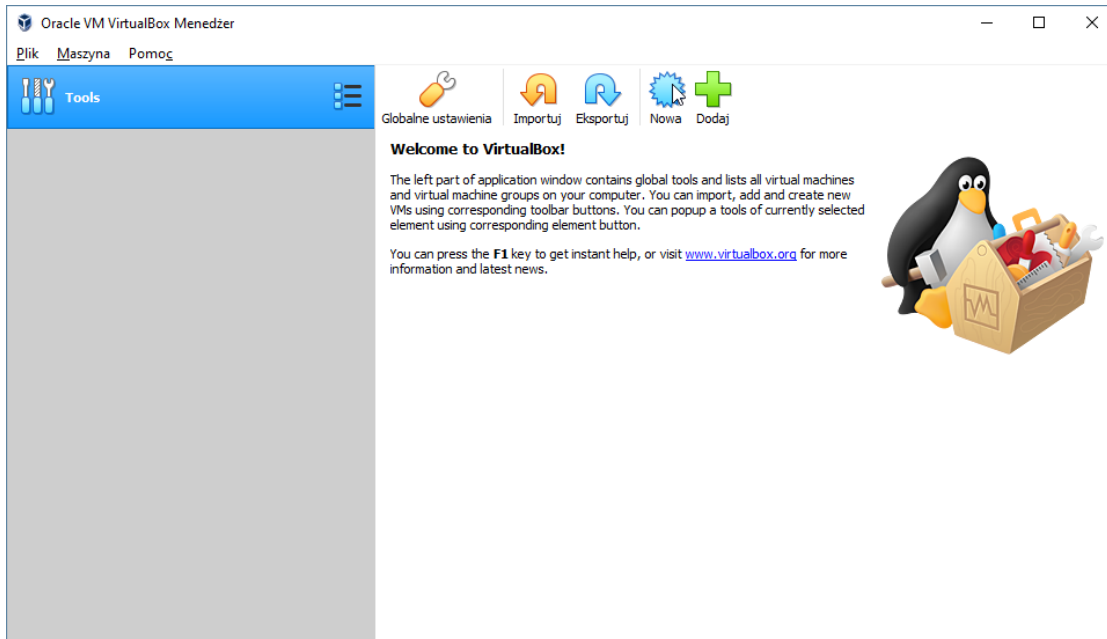 Oracle VM VirtualBox Menedżer
Plik Maszyna Pomoc
Tools
Globalne ustawienia Importuj Eksportuj Nowa Dodaj
Welcome to VirtualBox!
The left part of application window contains global tools and lists all virtual machines
and virtual machine groups on your computer. You can import, add and create new
VMs using corresponding toolbar buttons. You can popup a tools of currently selected
element using corresponding element button.
You can press the F1 key to get instant help, or visit www.virtualbox.org for more
information and latest news.